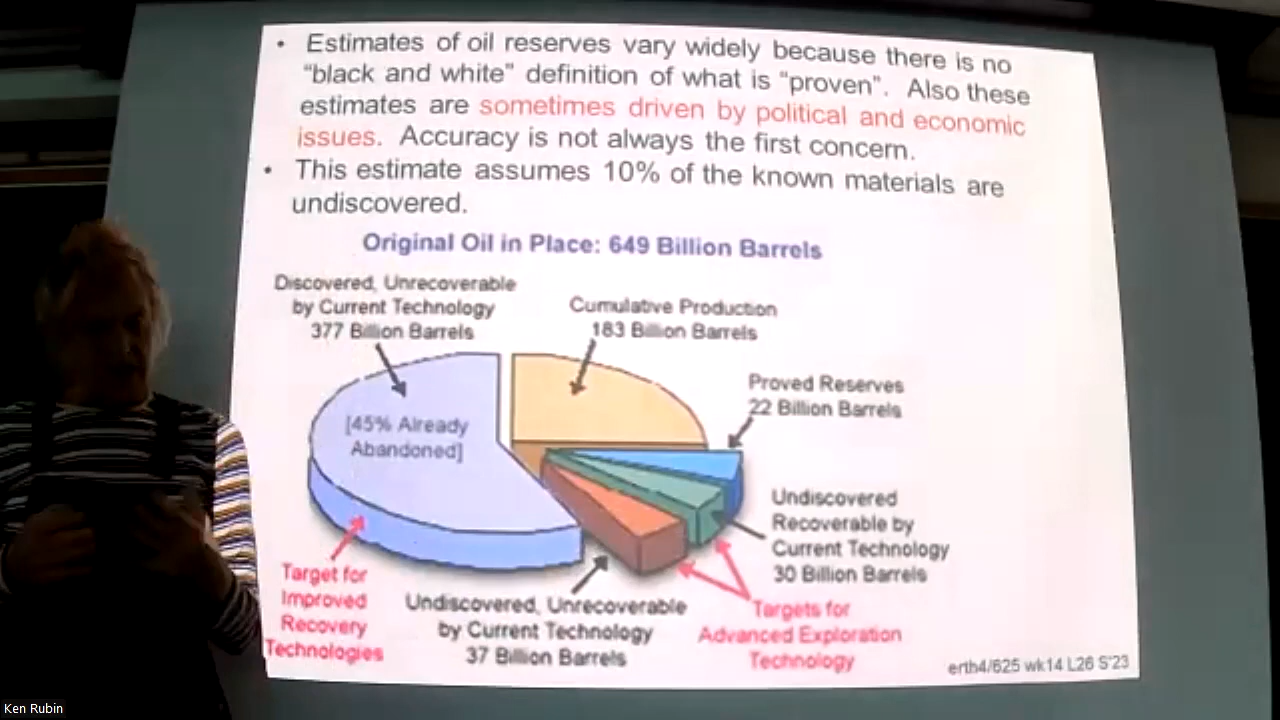 • Estimates of oil reserves vary widely because there is no
“black and white” definition of what is “proven”. Also these
estimates are sometimes driven by political and economic
issues. Accuracy is not always the first concern.
• This estimate assumes 10% of the known materials are
undiscovered.
Original Oil in Place: 649 Billion Barrels
Discovered, Unrecoverable
by Current Technology
377 Billion Barrels
Cumulative Production
183 Billion Barrels
Proved Reserves
22 Billion Barrels
[45% Already
Abandoned]
Undiscovered
Recoverable by
Current Technology
30 Billion Barrels
Target for
Improved
Recovery
Technologies
Undiscovered, Unrecoverable
by Current Technology
37 Billion Barrels
Targets for
Advanced Exploration
Technology
erth4/625 wk14 L26 S'23
Ken Rubin